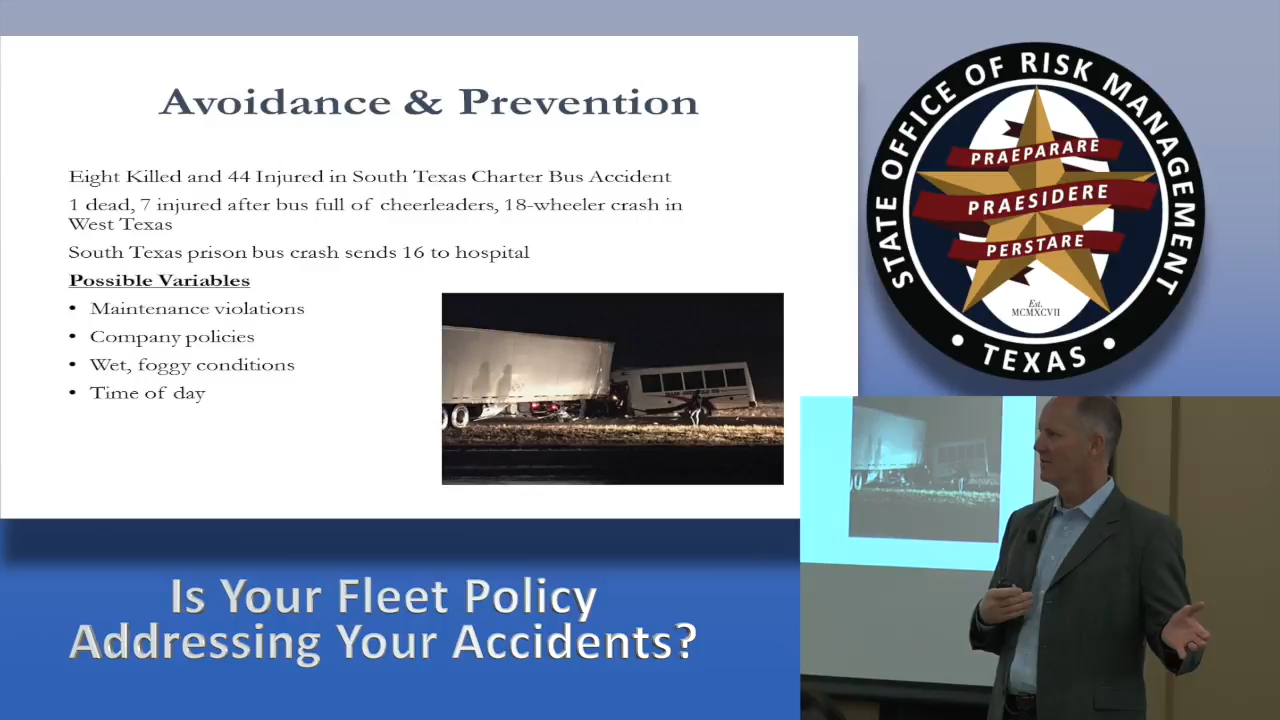 Avoidance & Prevention
Eight Killed and 44 Injured in South Texas Charter Bus Accident
1 dead, 7 injured after bus full of cheerleaders, 18-wheeler crash in
West Texas
South Texas prison bus crash sends 16 to hospital
Possible Variables
• Maintenance violations
• Company policies
• Wet, foggy conditions
• Time of day
STATE OFFICE OF RISK MANAGEMENT
PRAEPARARE
PRAESIDERE
PERSTARE
Est.
MCMXCVII
• TEXAS •
Is Your Fleet Policy
Addressing Your Accidents?